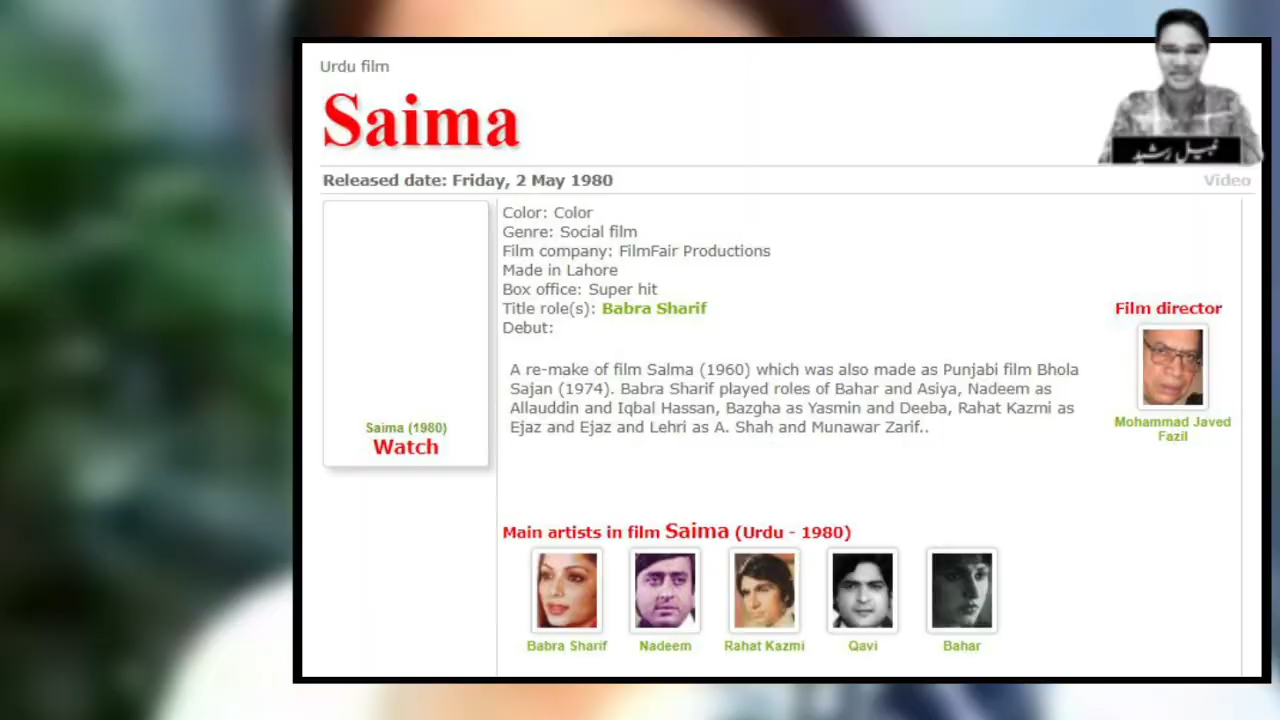 Urdu film
Saima
نبیل رشید
Released date: Friday, 2 May 1980
Video
Color: Color
Genre: Social film
Film company: FilmFair Productions
Made in Lahore
Box office: Super hit
Title role(s): Babra Sharif
Debut:
A re-make of film Salma (1960) which was also made as Punjabi film Bhola
Sajan (1974). Babra Sharif played roles of Bahar and Asiya, Nadeem as
Allauddin and Iqbal Hassan, Bazgha as Yasmin and Deeba, Rahat Kazmi as
Ejaz and Ejaz and Lehri as A. Shah and Munawar Zarif..
Saima (1980)
Watch
Film director
Mohammad Javed
Fazil
Main artists in film Saima (Urdu - 1980)
Babra Sharif
Nadeem
Rahat Kazmi
Qavi
Bahar